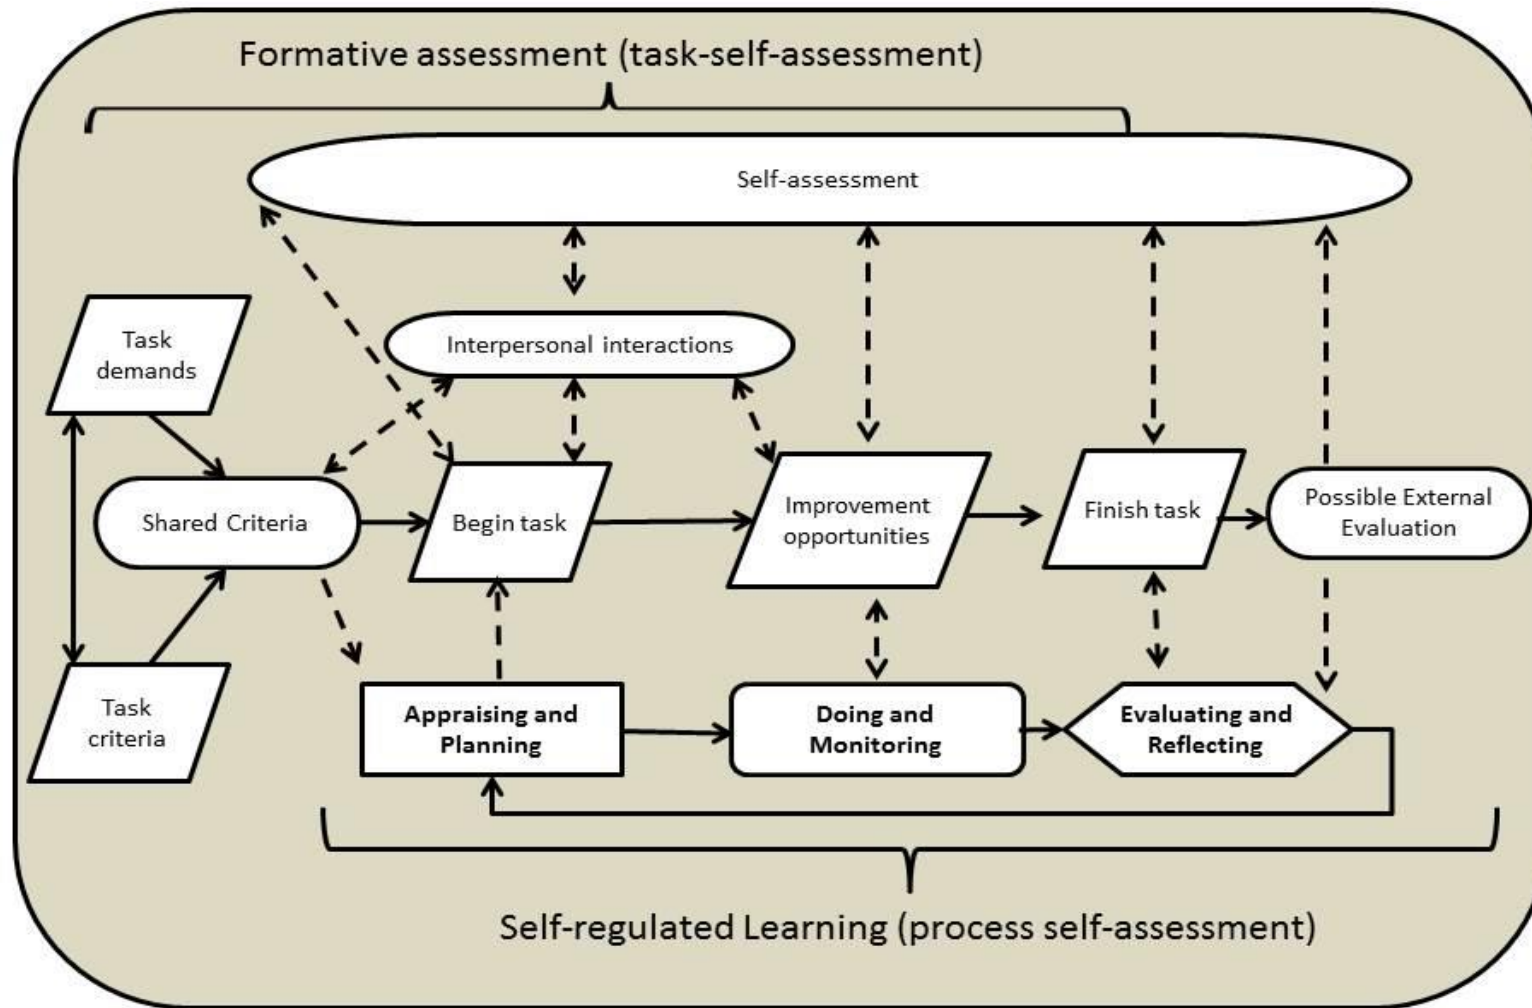 Formative assessment (task-self-assessment)
Self-assessment
Interpersonal interactions
Task
demands
Shared Criteria
Begin task
Improvement
opportunities
Finish task
Possible External
Evaluation
Task
criteria
Appraising and
Planning
Doing and
Monitoring
Evaluating and
Reflecting
Self-regulated Learning (process self-assessment)